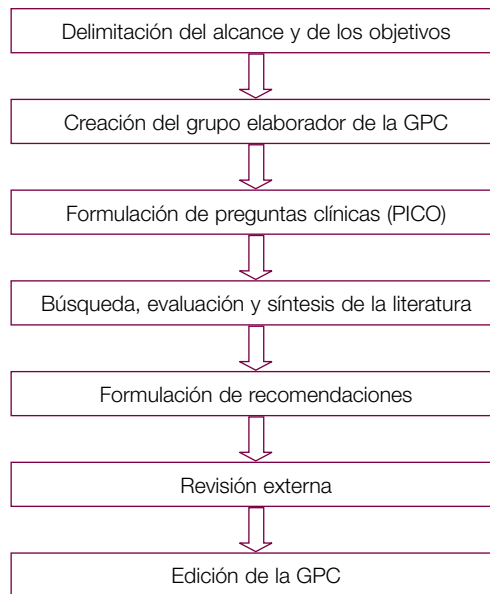 Delimitación del alcance y de los objetivos
Creación del grupo elaborador de la GPC
Formulación de preguntas clínicas (PICO)
Búsqueda, evaluación y síntesis de la literatura
Formulación de recomendaciones
Revisión externa
Edición de la GPC